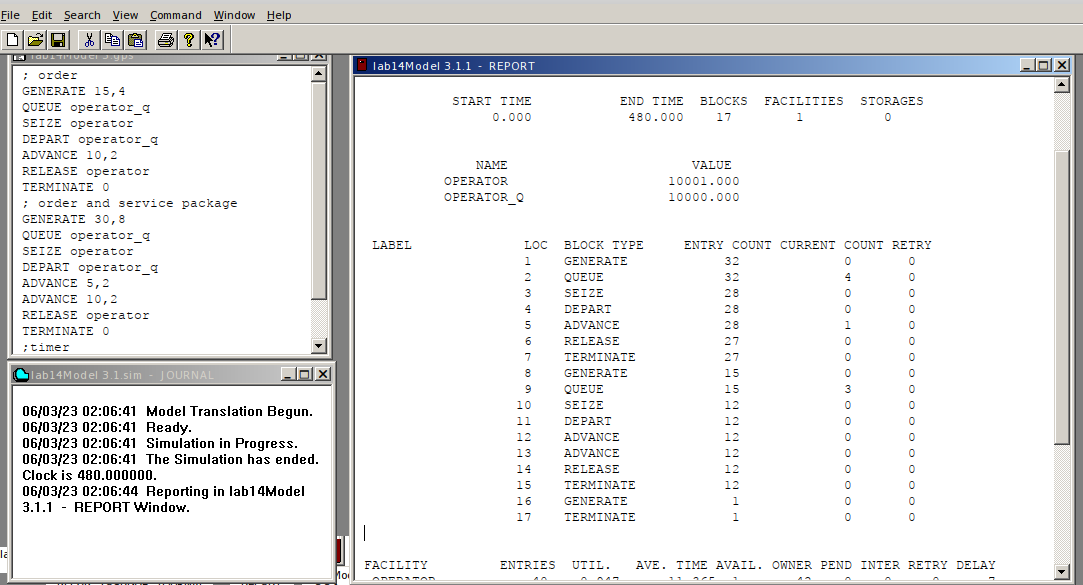 File Edit Search View Command Window Help
lab14Model 3.gps
; order
GENERATE 15,4
QUEUE operator_q
SEIZE operator
DEPART operator_q
ADVANCE 10,2
RELEASE operator
TERMINATE 0
; order and service package
GENERATE 30,8
QUEUE operator_q
SEIZE operator
DEPART operator_q
ADVANCE 5,2
ADVANCE 10,2
RELEASE operator
TERMINATE 0
;timer
lab14Model 3.1.sim - JOURNAL
06/03/23 02:06:41 Model Translation Begun.
06/03/23 02:06:41 Ready.
06/03/23 02:06:41 Simulation in Progress.
06/03/23 02:06:41 The Simulation has ended.
Clock is 480.000000.
06/03/23 02:06:44 Reporting in lab14Model
3.1.1 - REPORT Window.
lab14Model 3.1.1 - REPORT
START TIME END TIME BLOCKS FACILITIES STORAGES
0.000 480.000 17 1 0
NAME VALUE
OPERATOR 10001.000
OPERATOR_Q 10000.000
LABEL LOC BLOCK TYPE ENTRY COUNT CURRENT COUNT RETRY
1 GENERATE 32 0 0
2 QUEUE 32 4 0
3 SEIZE 28 0 0
4 DEPART 28 0 0
5 ADVANCE 28 1 0
6 RELEASE 27 0 0
7 TERMINATE 27 0 0
8 GENERATE 15 0 0
9 QUEUE 15 3 0
10 SEIZE 12 0 0
11 DEPART 12 0 0
12 ADVANCE 12 0 0
13 ADVANCE 12 0 0
14 RELEASE 12 0 0
15 TERMINATE 12 0 0
16 GENERATE 1 0 0
17 TERMINATE 1 0 0
FACILITY ENTRIES UTIL. AVE. TIME AVAIL. OWNER PEND INTER RETRY DELAY
OPERATOR 40 0.947 11.365 1 42 0 0 0 7